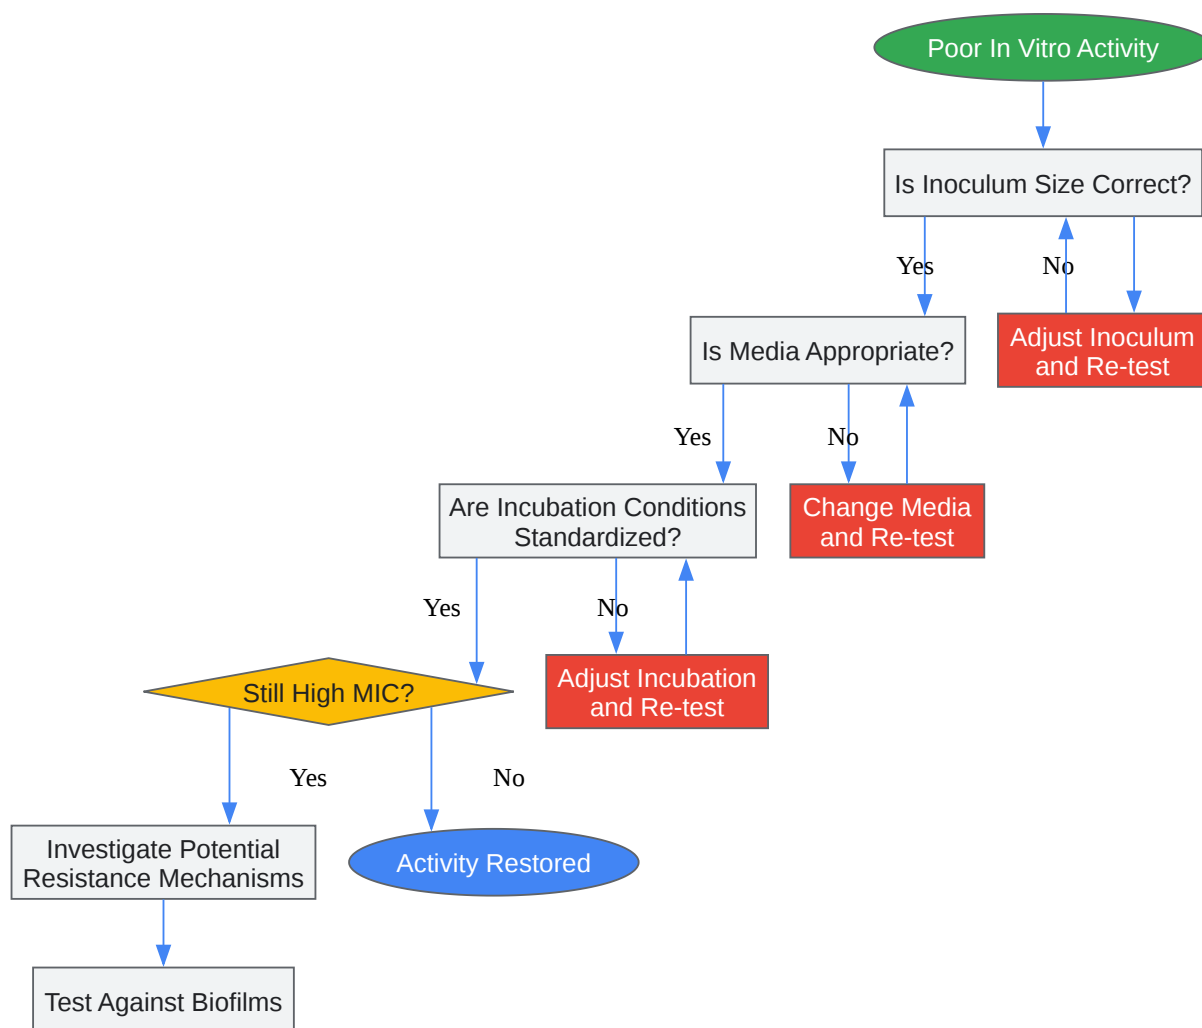 Poor In Vitro Activity
Is Inoculum Size Correct?
Yes
No
Is Media Appropriate?
Adjust Inoculum
and Re-test
Yes
No
Are Incubation Conditions
Standardized?
Change Media
and Re-test
Yes
No
Still High MIC?
Adjust Incubation
and Re-test
Yes
No
Investigate Potential
Resistance Mechanisms
Activity Restored
Test Against Biofilms